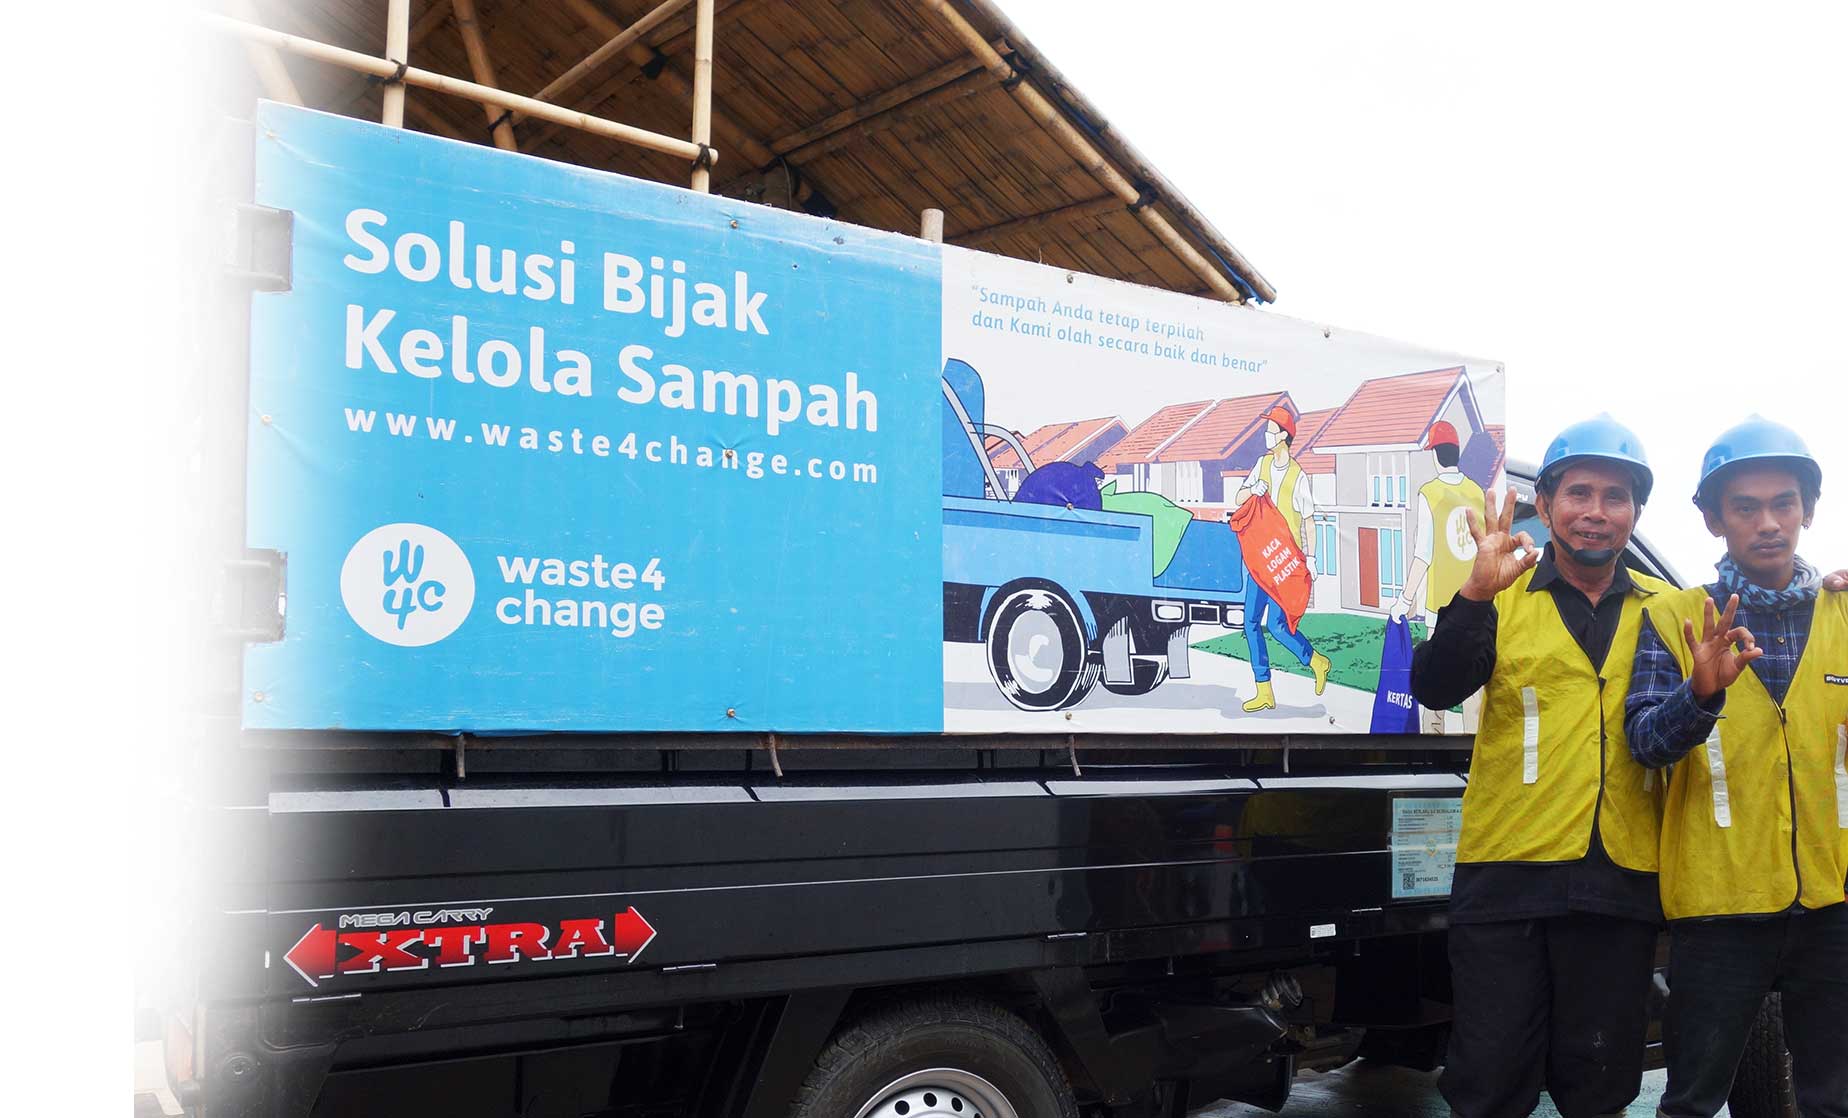 Solusi Bijak
Kelola Sampah
www.waste4change.com
W4C
waste4
change
“Sampah Anda tetap terpilah
dan Kami olah secara baik dan benar”
KACA
LOGAM
PLASTIK
KERTAS
MEGA CARRY
XTRA